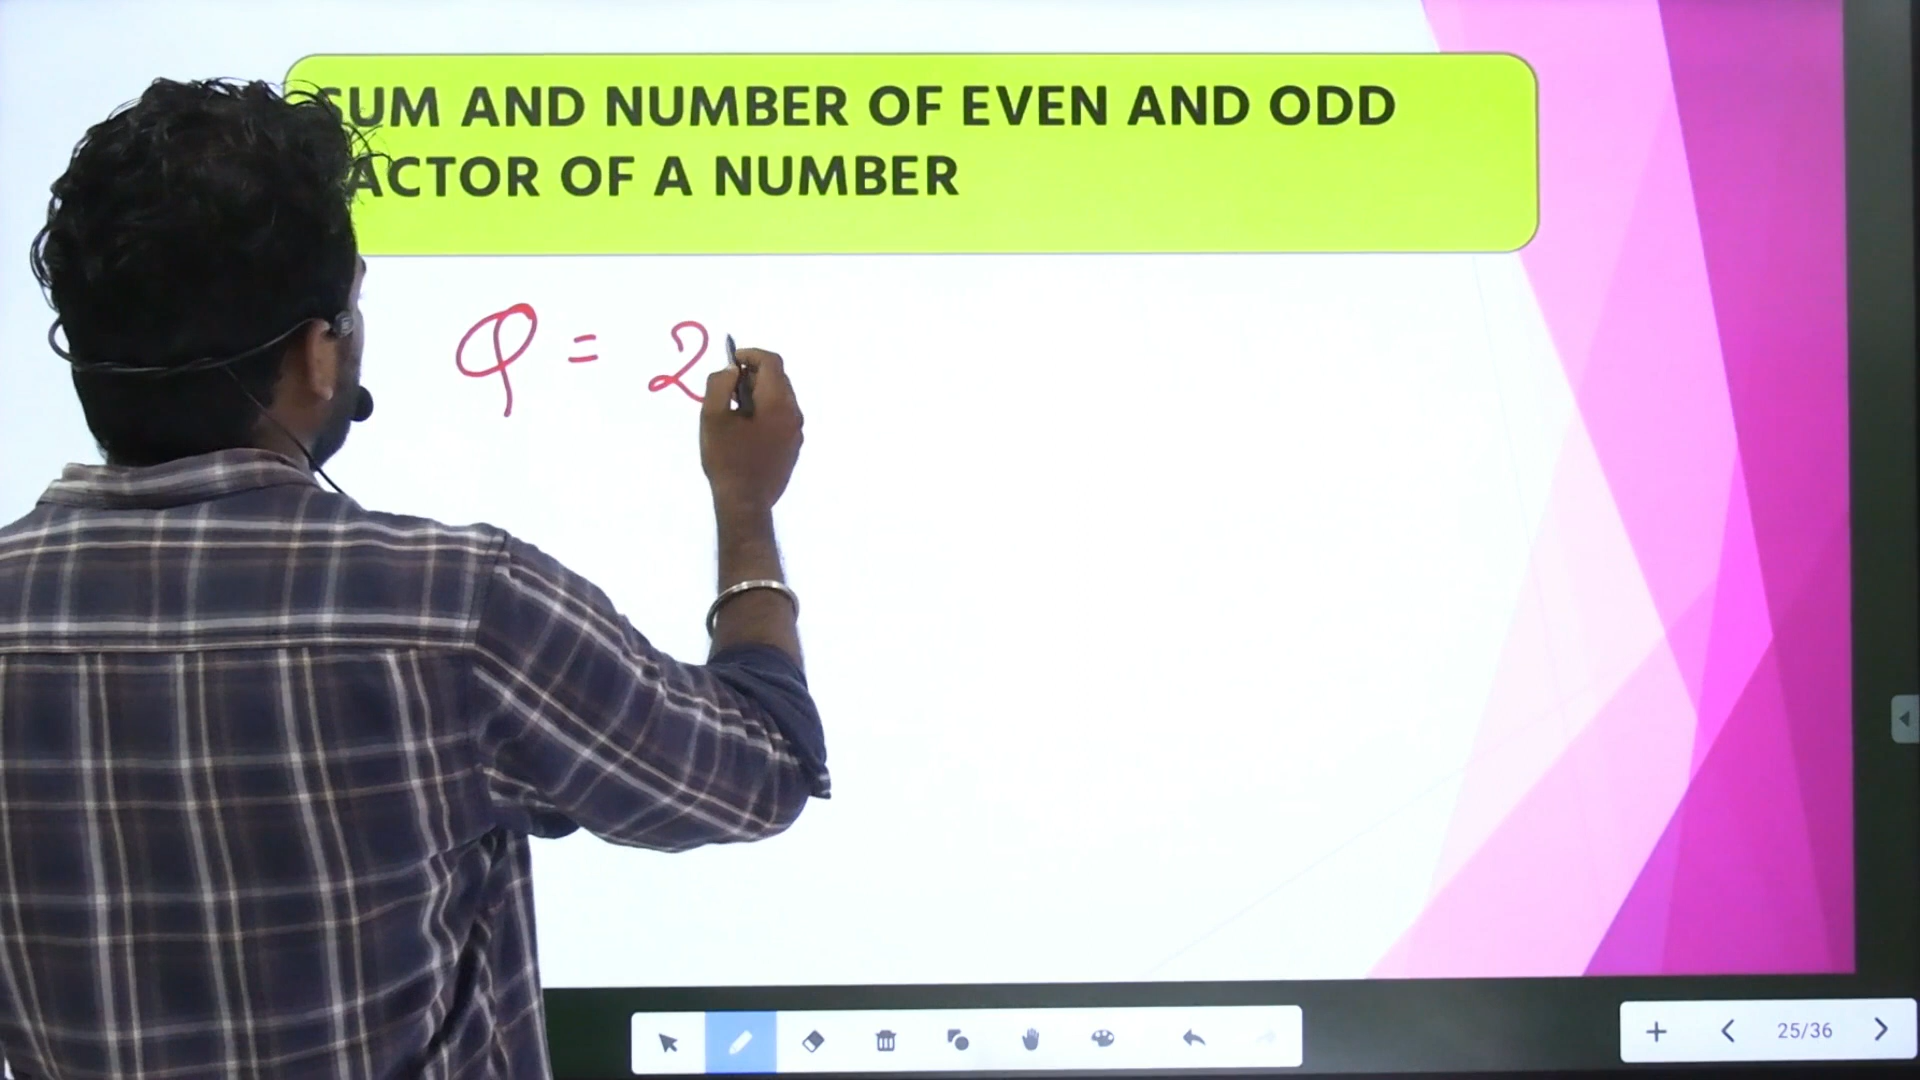 SUM AND NUMBER OF EVEN AND ODD
ACTOR OF A NUMBER
φ = 2
25/36